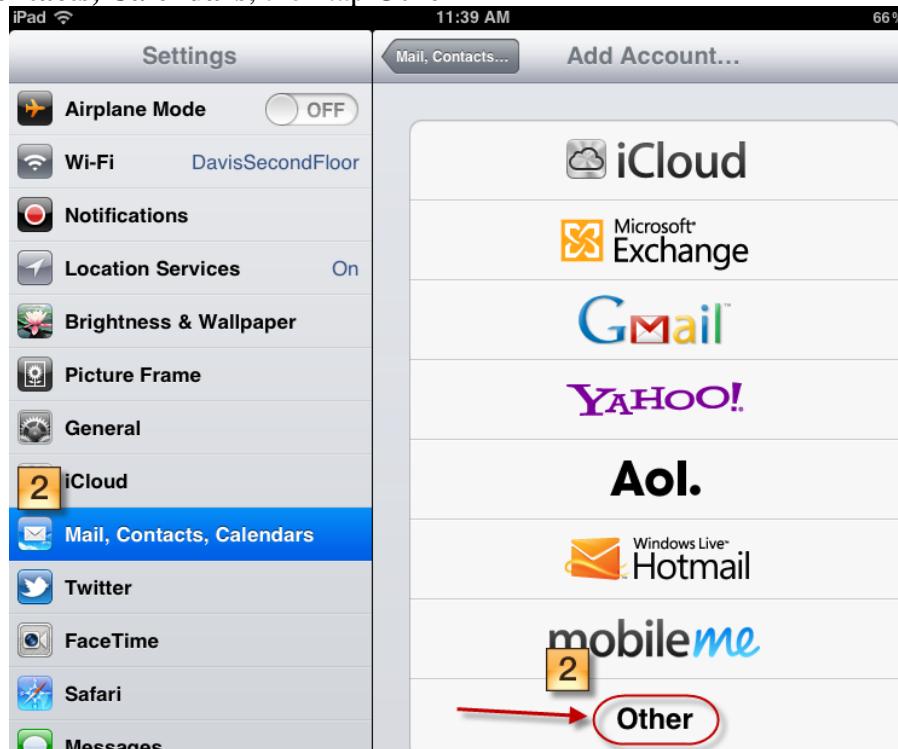 iPad 11:39 AM 66%
Settings
Mail, Contacts... Add Account...
Airplane Mode OFF
Wi-Fi DavisSecondFloor
Notifications
Location Services On
Brightness & Wallpaper
Picture Frame
General
2 iCloud
Mail, Contacts, Calendars
Twitter
FaceTime
Safari
Messages
iCloud
Microsoft
Exchange
Gmail
YAHOO!
Aol.
Windows Live
Hotmail
mobileme
2
Other